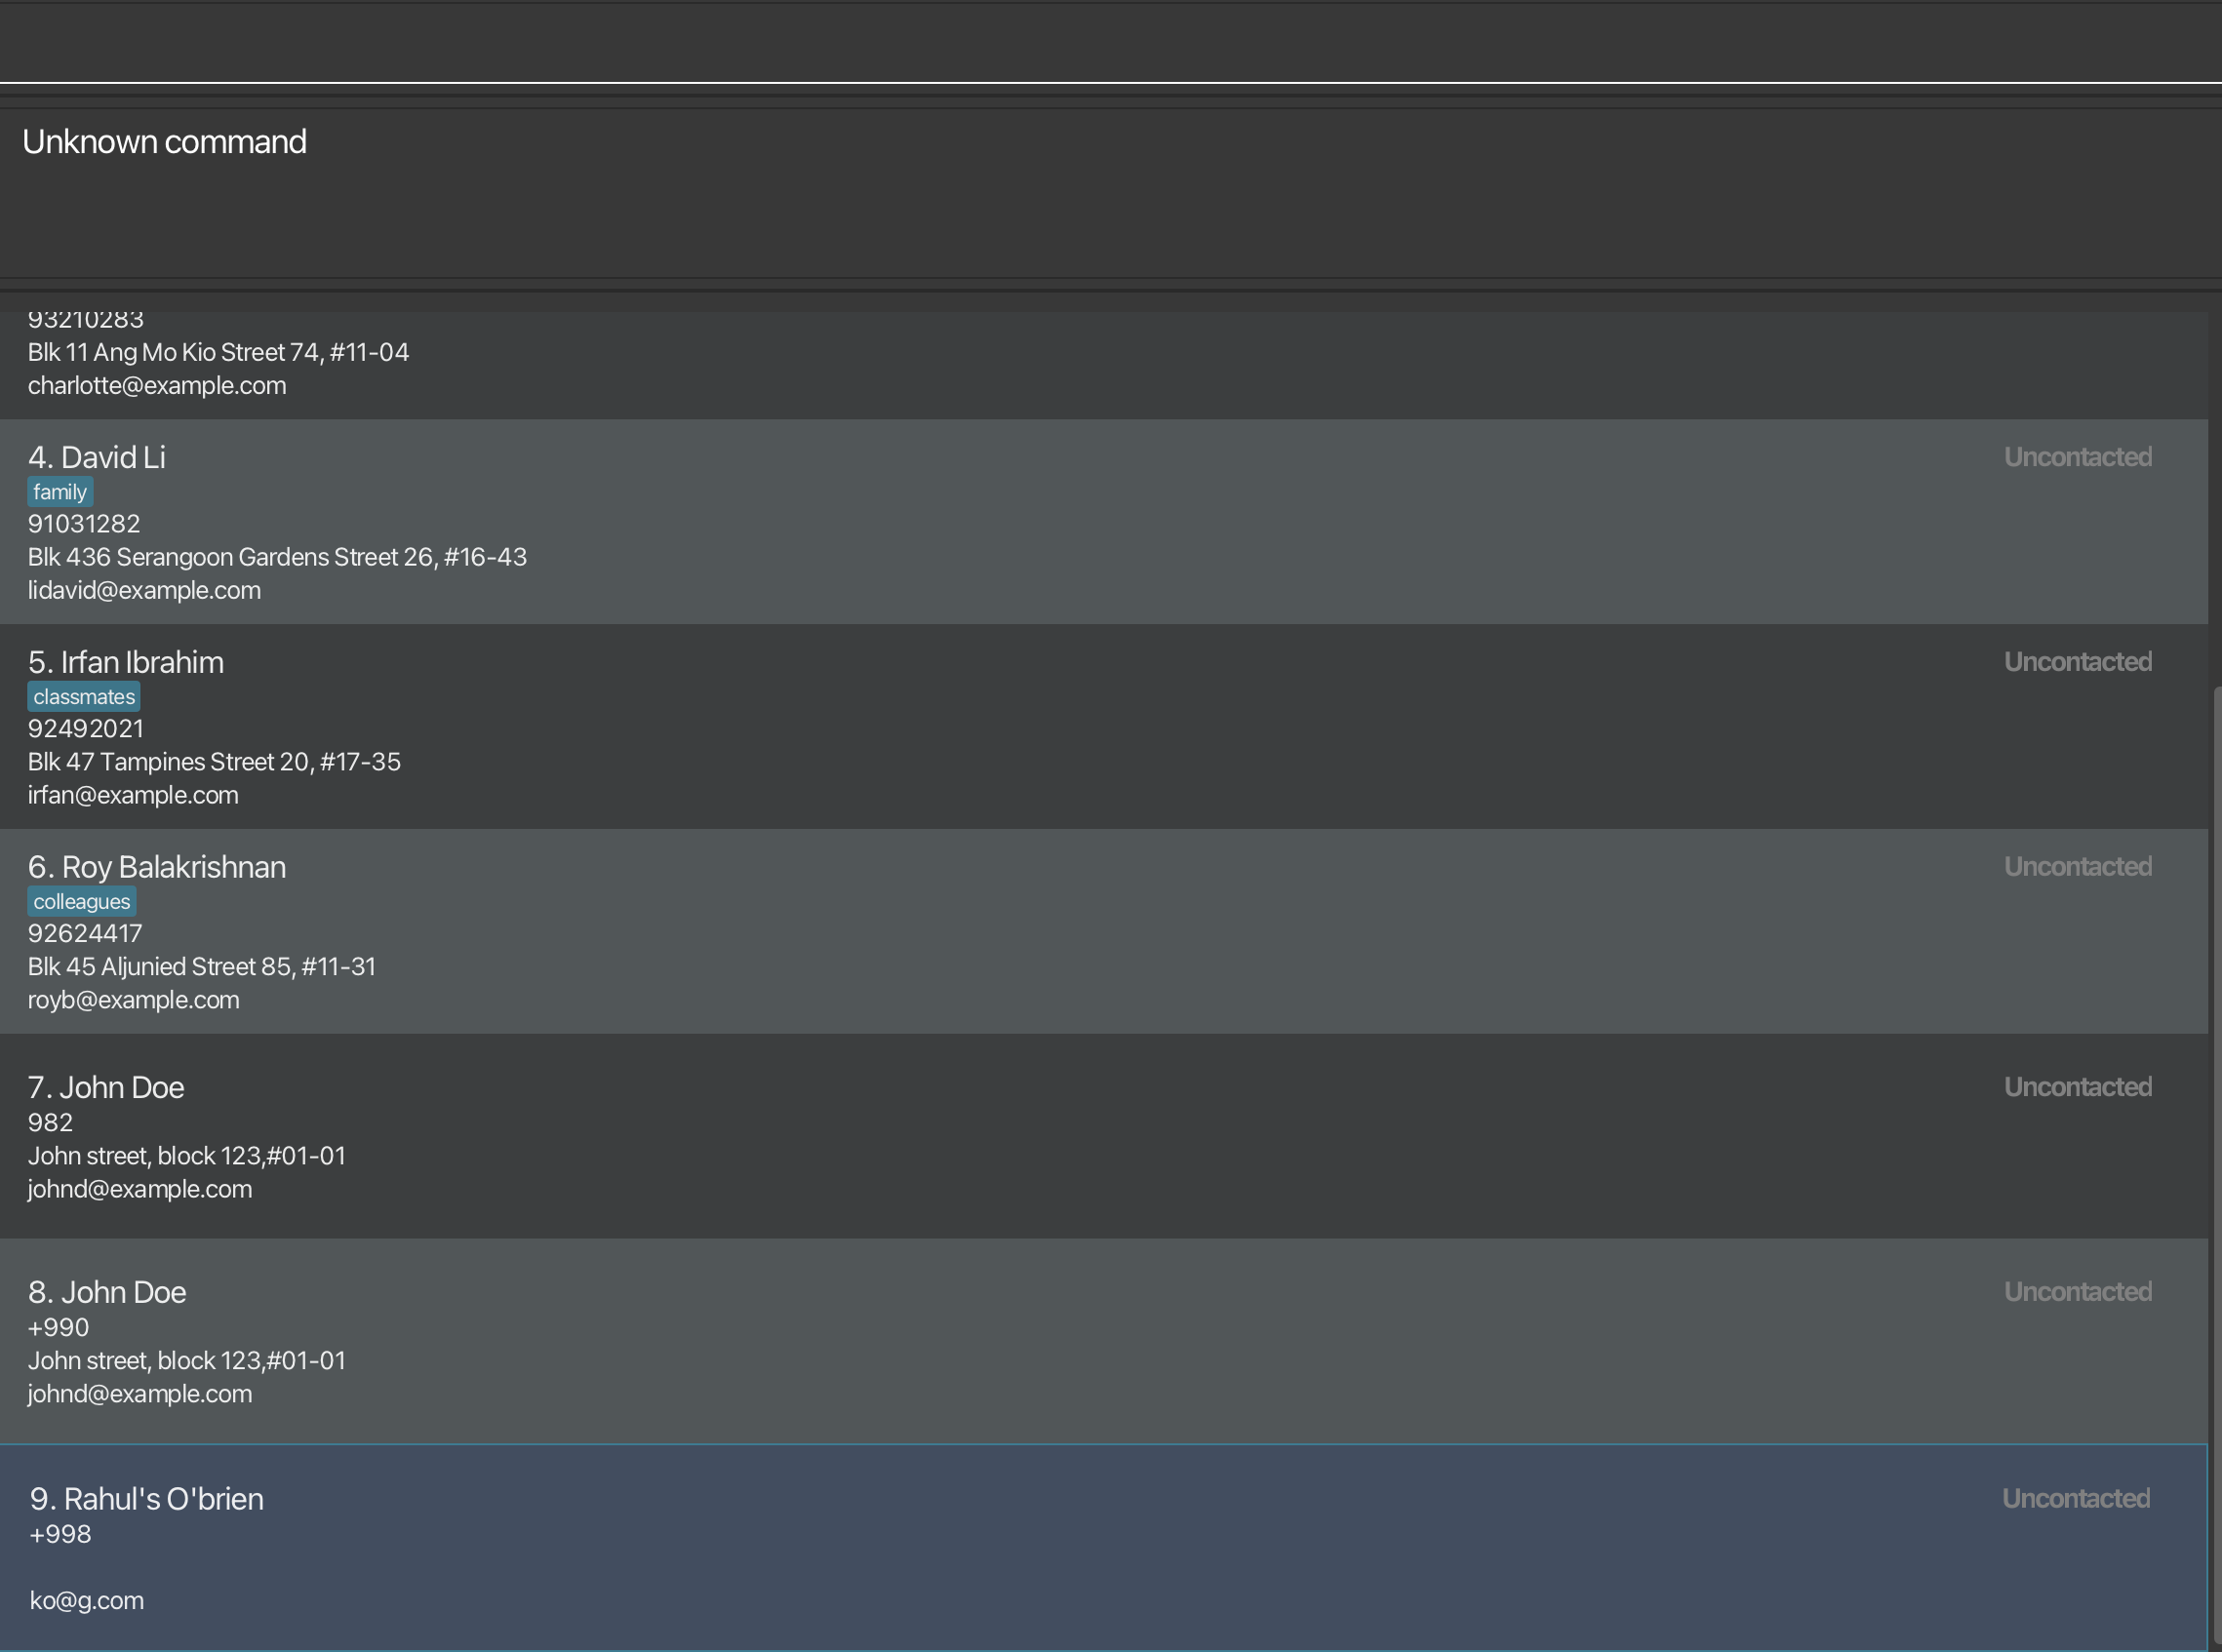 Unknown command
93210283
Blk 11 Ang Mo Kio Street 74, #11-04
charlotte@example.com
4. David Li
Uncontacted
family
91031282
Blk 436 Serangoon Gardens Street 26, #16-43
lidavid@example.com
5. Irfan Ibrahim
Uncontacted
classmates
92492021
Blk 47 Tampines Street 20, #17-35
irfan@example.com
6. Roy Balakrishnan
Uncontacted
colleagues
92624417
Blk 45 Aljunied Street 85, #11-31
royb@example.com
7. John Doe
Uncontacted
982
John street, block 123,#01-01
johnd@example.com
8. John Doe
Uncontacted
+990
John street, block 123,#01-01
johnd@example.com
9. Rahul's O'brien
Uncontacted
+998
ko@g.com